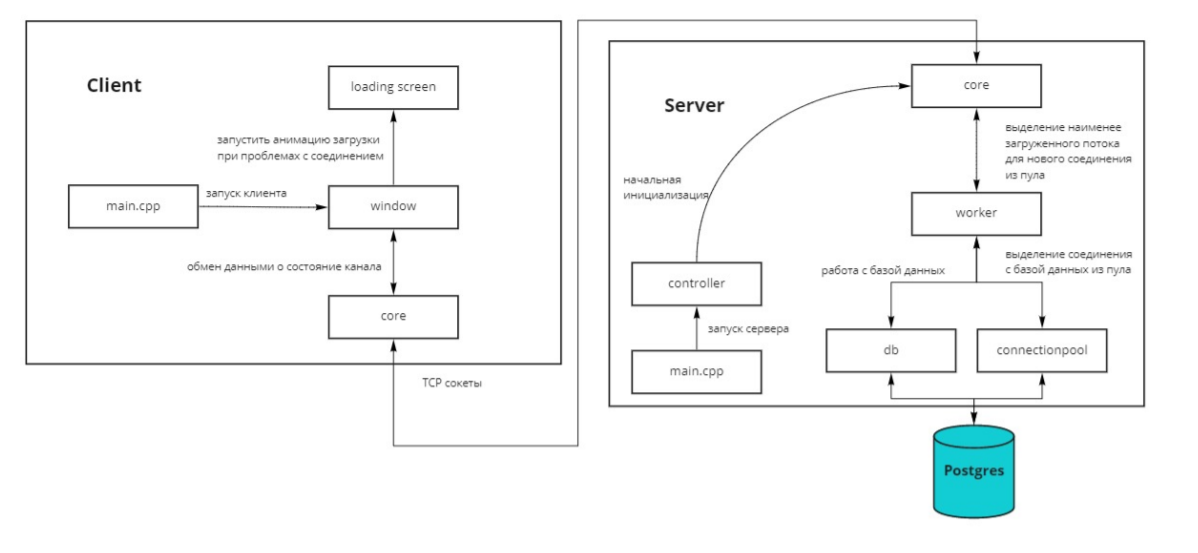 Client
loading screen
запустить анимацию загрузки
при проблемах с соединением
main.cpp
запуск клиента
window
обмен данными о состояние канала
core
TCP сокеты
Server
core
выделение наименее
загруженного потока
для нового соединения
из пула
начальная
инициализация
worker
выделение соединения
с базой данных из пула
работа с базой данных
controller
запуск сервера
main.cpp
db
connectionpool
Postgres